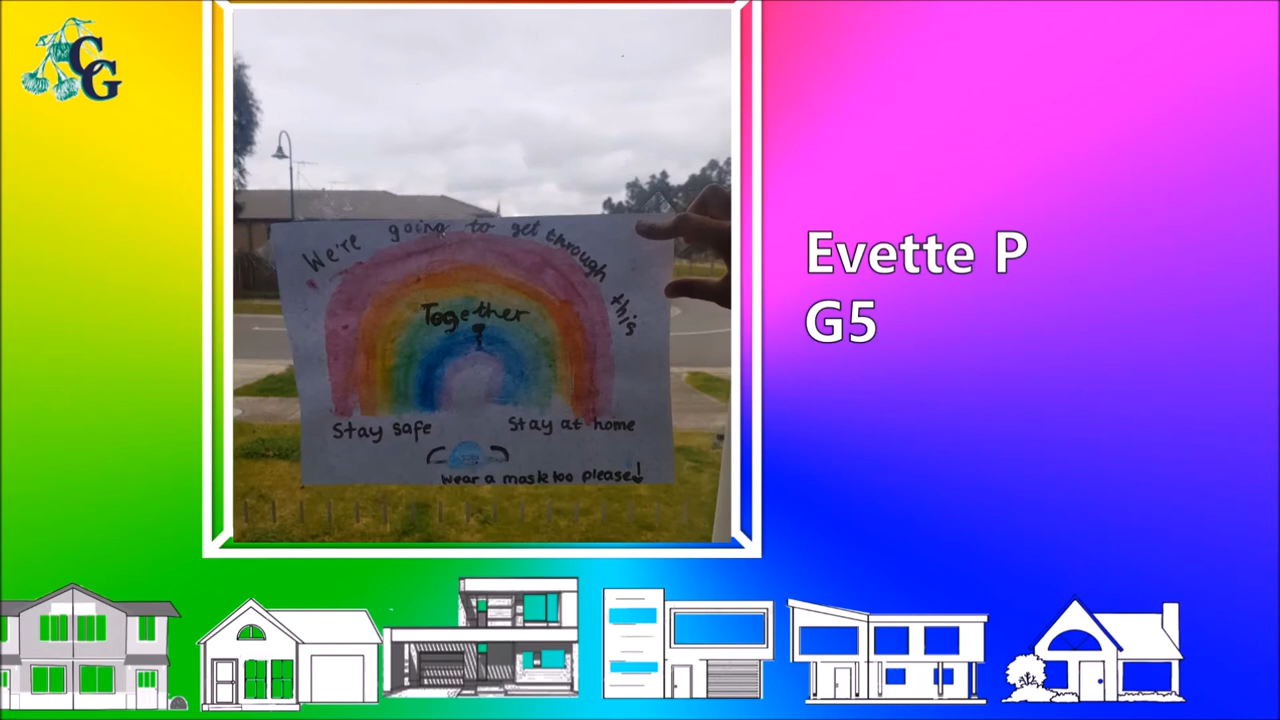 CG
We're going to get through this
Together
Stay safe
Stay at home
Wear a mask too please!
Evette P
G5